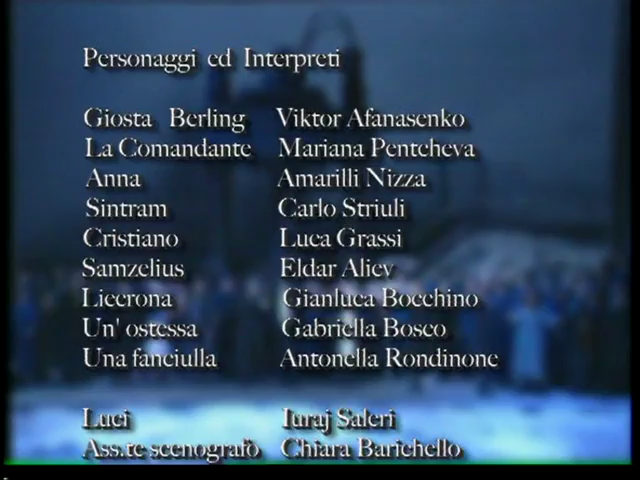 Personaggi ed Interpreti
Giosta Berling Viktor Afanasenko
La Comandante Mariana Pentcheva
Anna Amarilli Nizza
Sintram Carlo Striuli
Cristiano Luca Grassi
Samzelius Eldar Aliev
Licerona Gianluca Bocchino
Un' ostessa Gabriella Bosco
Una fanciulla Antonella Rondinone
Luci Iuraj Saleri
Ass.te scenografo Chiara Barichello